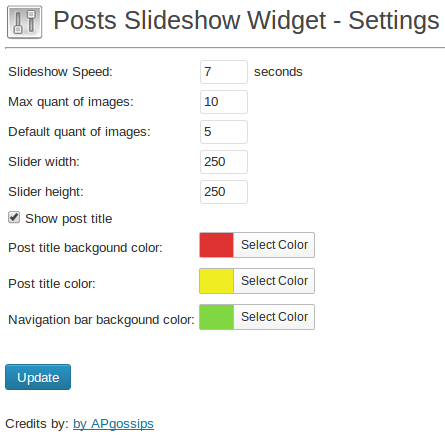 Posts Slideshow Widget - Settings
Slideshow Speed: 7 seconds
Max quant of images: 10
Default quant of images: 5
Slider width: 250
Slider height: 250
Show post title
Post title backgound color: Select Color
Post title color: Select Color
Navigation bar backgound color: Select Color
Update
Credits by: by APgossips